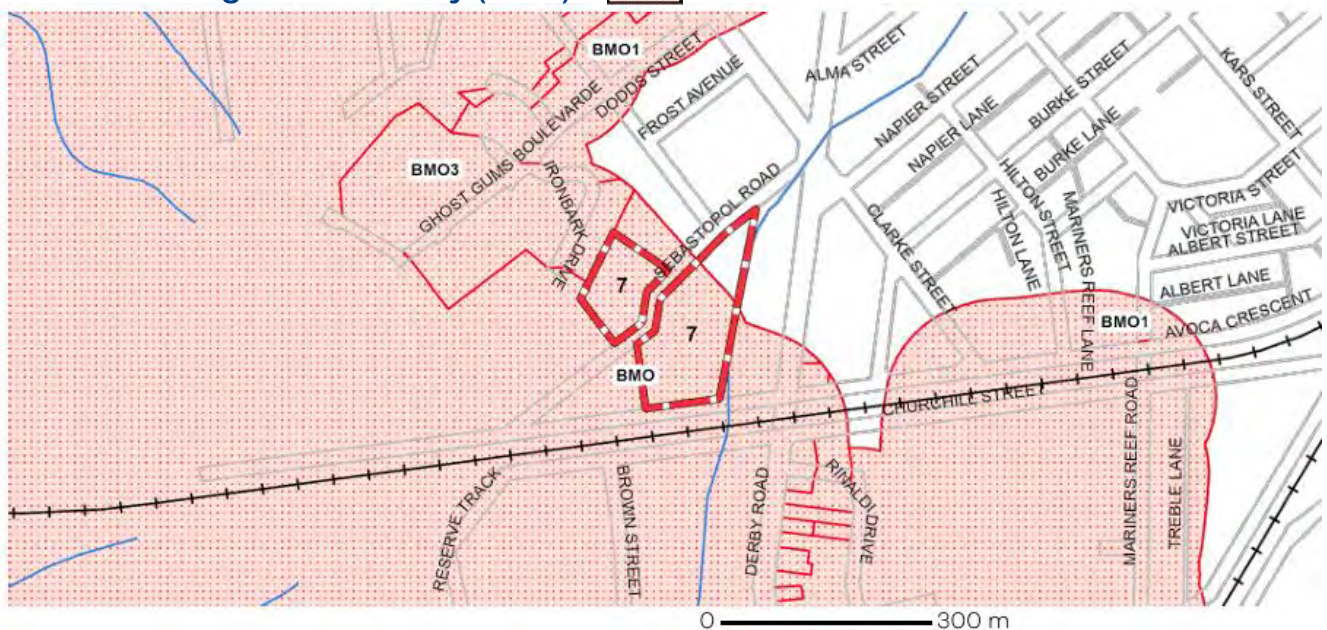 BMO1
DODDS STREET
ALMA STREET
KARS STREET
FROST AVENUE
NAPIER STREET
BURKE STREET
NAPIER LANE
BURKE LANE
BMO3
GHOST GUMS BOULEVARDE
IRONBARK DRIVE
SEBASTOPOL ROAD
HILTON STREET
HILTON LANE
MARINERS REEF LANE
VICTORIA STREET
VICTORIA LANE
ALBERT STREET
CLARKE STREET
ALBERT LANE
7
7
BMO1
AVOCA CRESCENT
BMO
CHURCHILL STREET
RESERVE TRACK
BROWN STREET
DERBY ROAD
RINALDI DRIVE
MARINERS REEF ROAD
TREBLE LANE
0 300 m